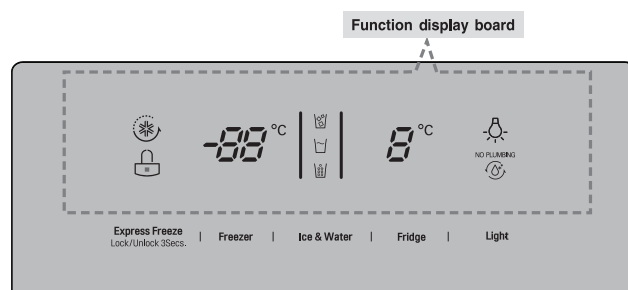 Function display board
-88 °C
8 °C
NO PLUMBING
Express Freeze | Freezer | Ice & Water | Fridge | Light
Lock/Unlock 3Secs.